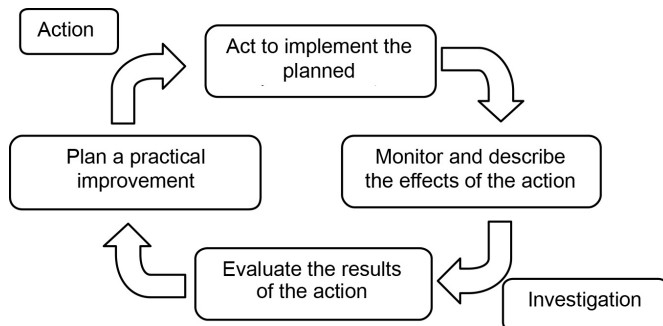 Action
Act to implement the
planned
Plan a practical
improvement
Monitor and describe
the effects of the action
Evaluate the results
of the action
Investigation